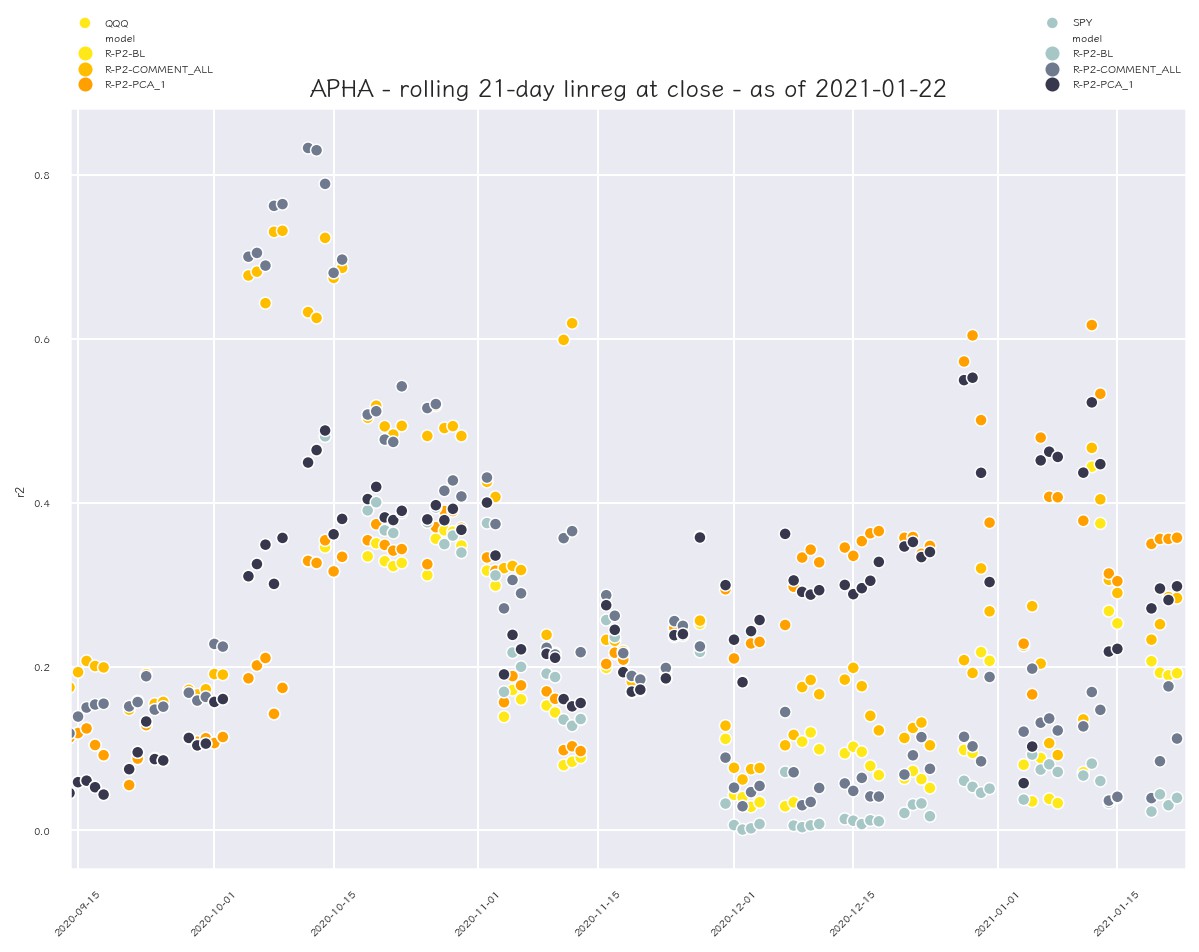 QQQ
model
R-P2-BL
R-P2-COMMENT_ALL
R-P2-PCA_1
SPY
model
R-P2-BL
R-P2-COMMENT_ALL
R-P2-PCA_1
APHA - rolling 21-day linreg at close - as of 2021-01-22
0.8
0.6
0.4
0.2
0.0
r2
2020-09-15
2020-10-01
2020-10-15
2020-11-01
2020-11-15
2020-12-01
2020-12-15
2021-01-01
2021-01-15